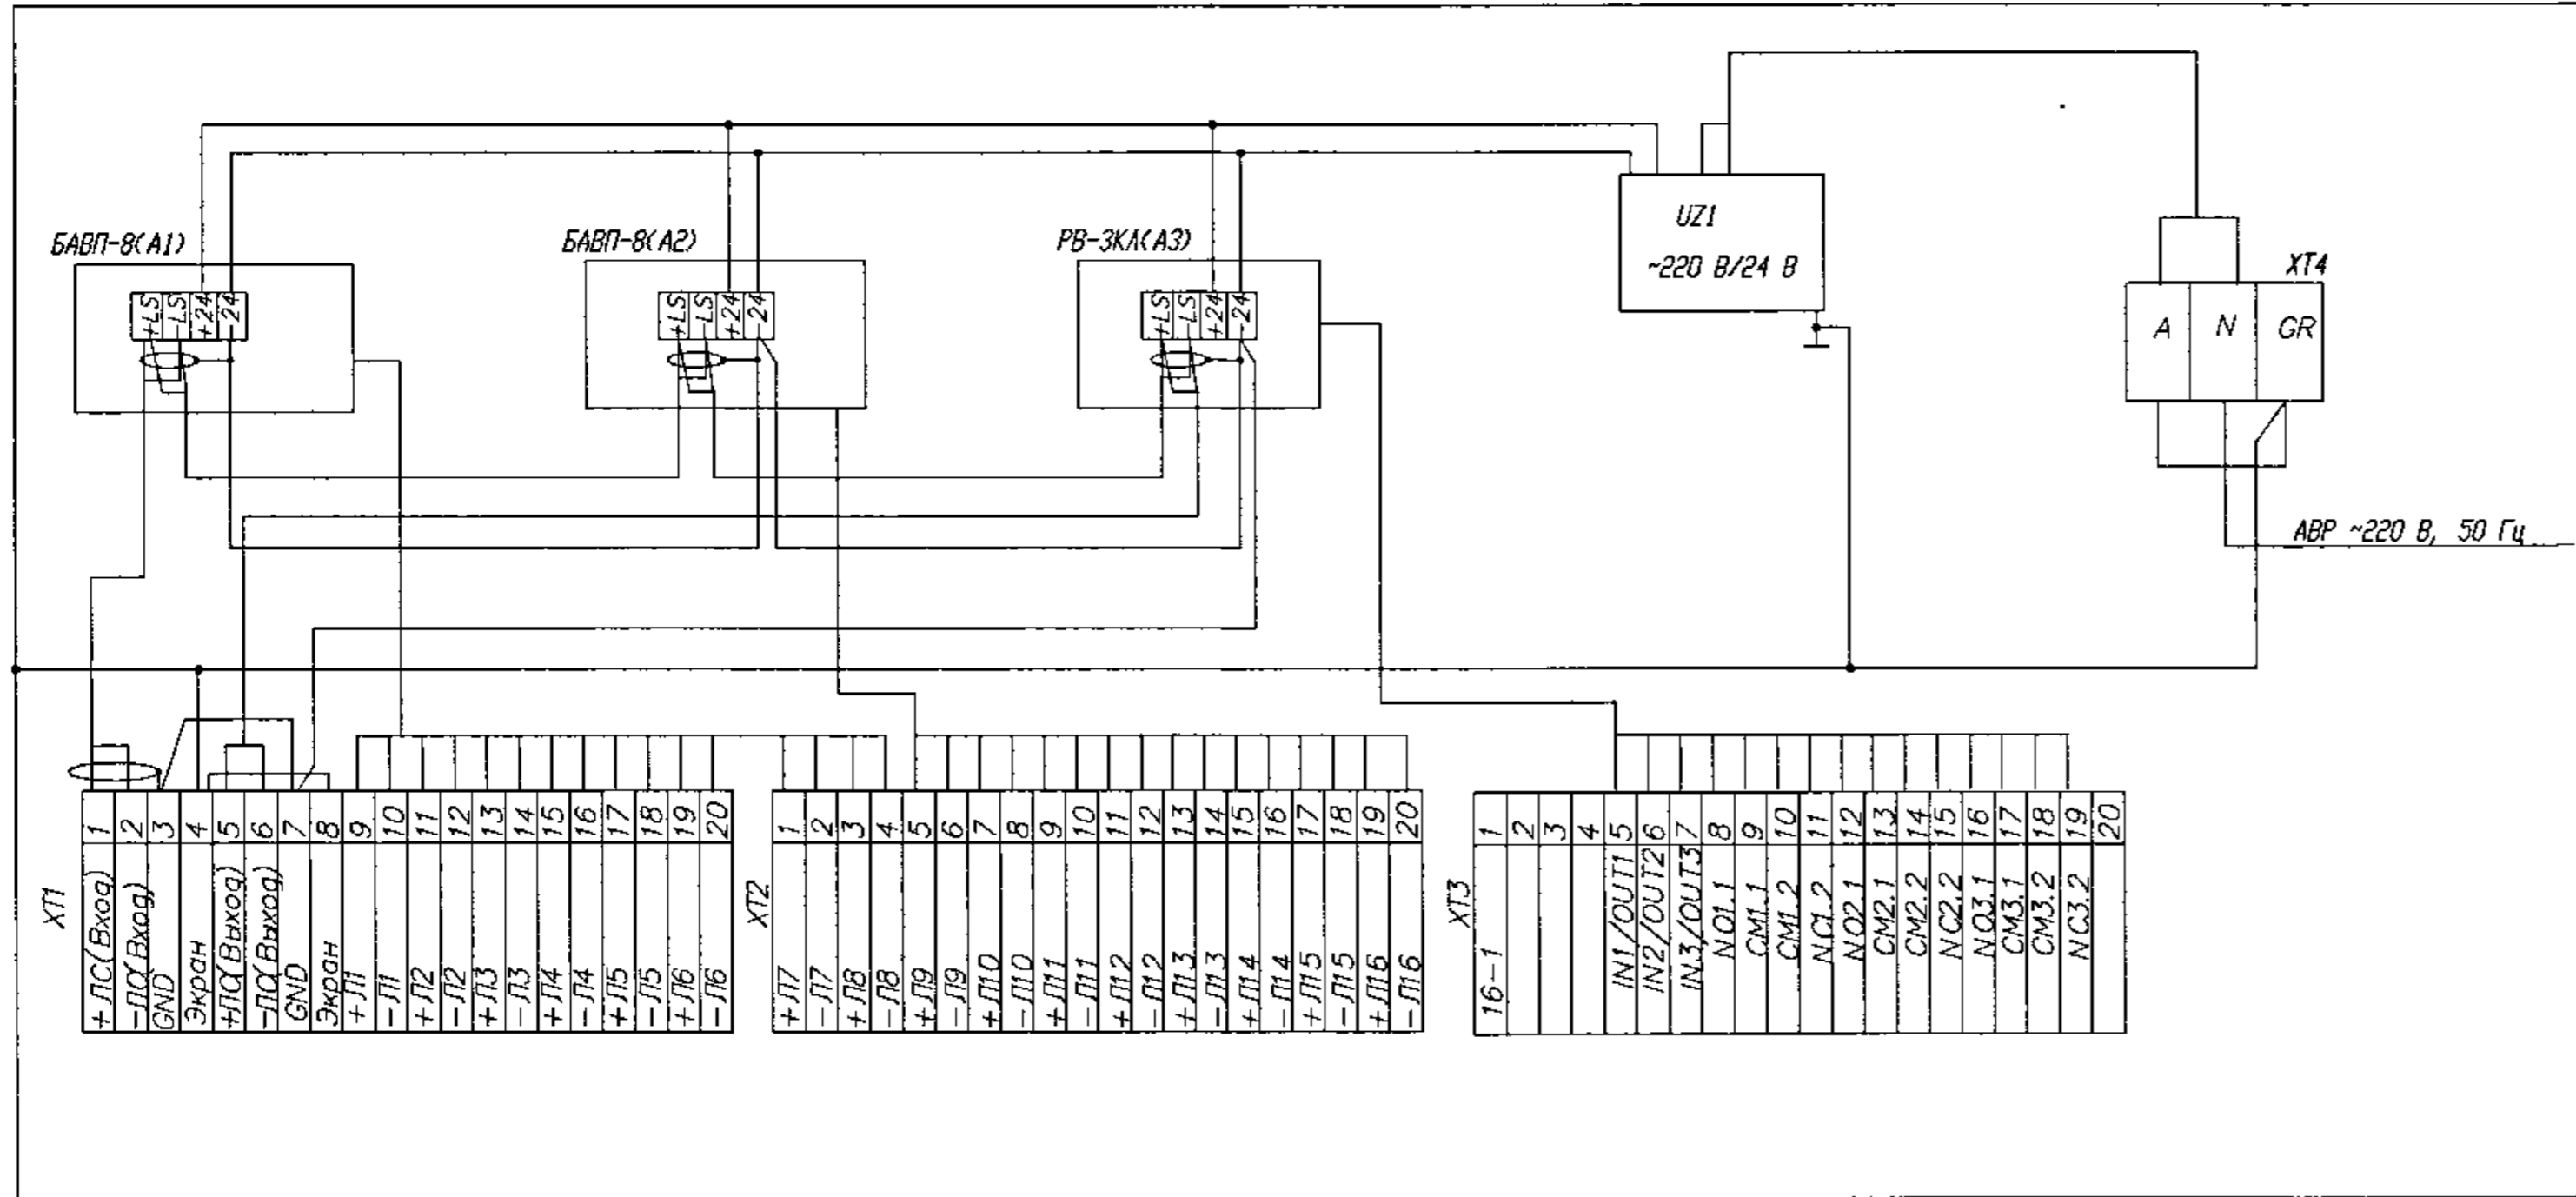 БАВП-8(А1)
+LS
-LS
+24
24
БАВП-8(А2)
+LS
LS
+24
24
РВ-3КЛ(А3)
+LS
LS
+24
24
UZ1
~220 В/24 В
XT4
A
N
GR
АВР ~220 В, 50 Гц
XT1
1 +ЛС(Вход)
2 -ЛС(Вход)
3 GND
4 Экран
5 +ЛС(Выход)
6 -ЛС(Выход)
7 GND
8 Экран
9 +Л1
10 -Л1
11 +Л2
12 -Л2
13 +Л3
14 -Л3
15 +Л4
16 -Л4
17 +Л5
18 -Л5
19 +Л6
20 -Л6
XT2
1 +Л7
2 -Л7
3 +Л8
4 -Л8
5 +Л9
6 -Л9
7 +Л10
8 -Л10
9 +Л11
10 -Л11
11 +Л12
12 -Л12
13 +Л13
14 -Л13
15 +Л14
16 -Л14
17 +Л15
18 -Л15
19 +Л16
20 -Л16
XT3
1 16-1
2
3
4
5 IN1/OUT1
6 IN2/OUT2
7 IN3/OUT3
8 NO1.1
9 CM1.1
10 CM1.2
11 NC1.2
12 NO2.1
13 CM2.1
14 CM2.2
15 NC2.2
16 NO3.1
17 CM3.1
18 CM3.2
19 NC3.2
20